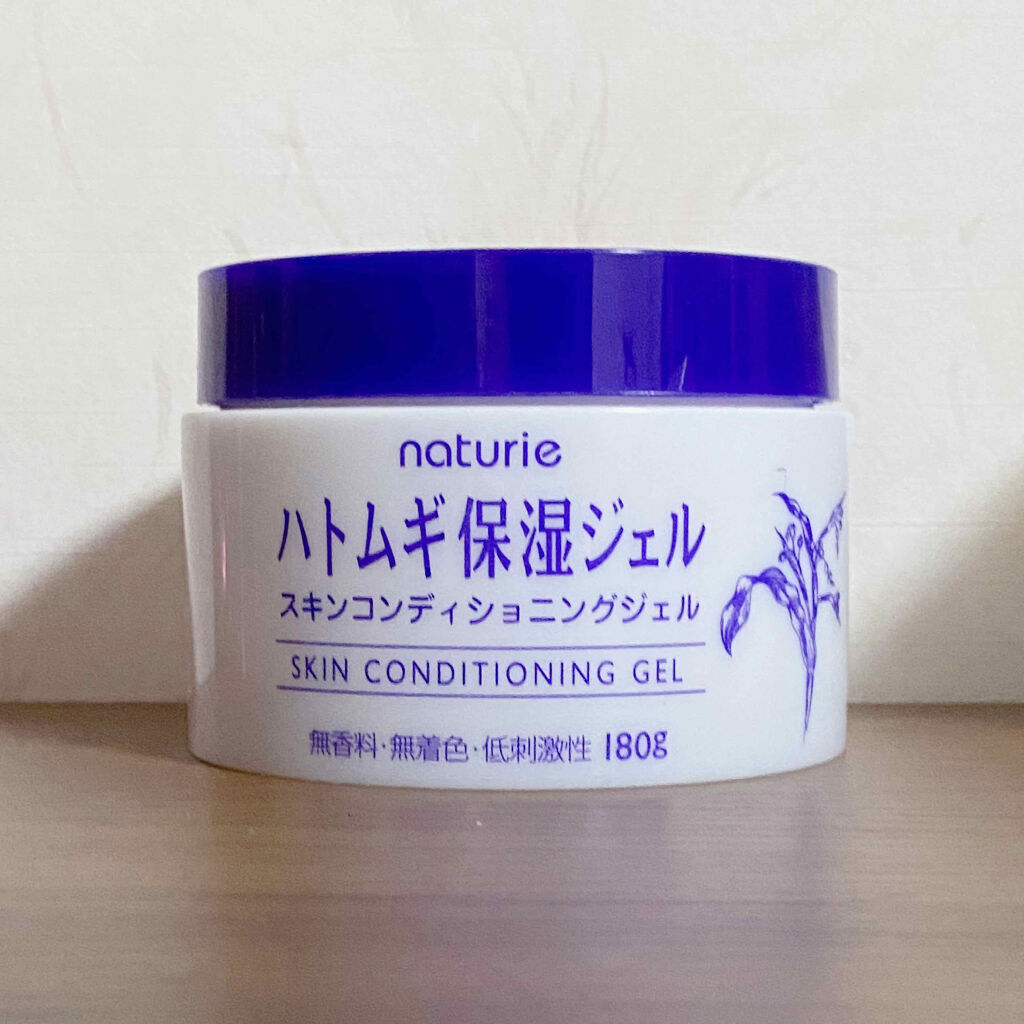 naturie
ハトムギ保湿ジェル
スキンコンディショニングジェル
SKIN CONDITIONING GEL
無香料・無着色・低刺激性 180g